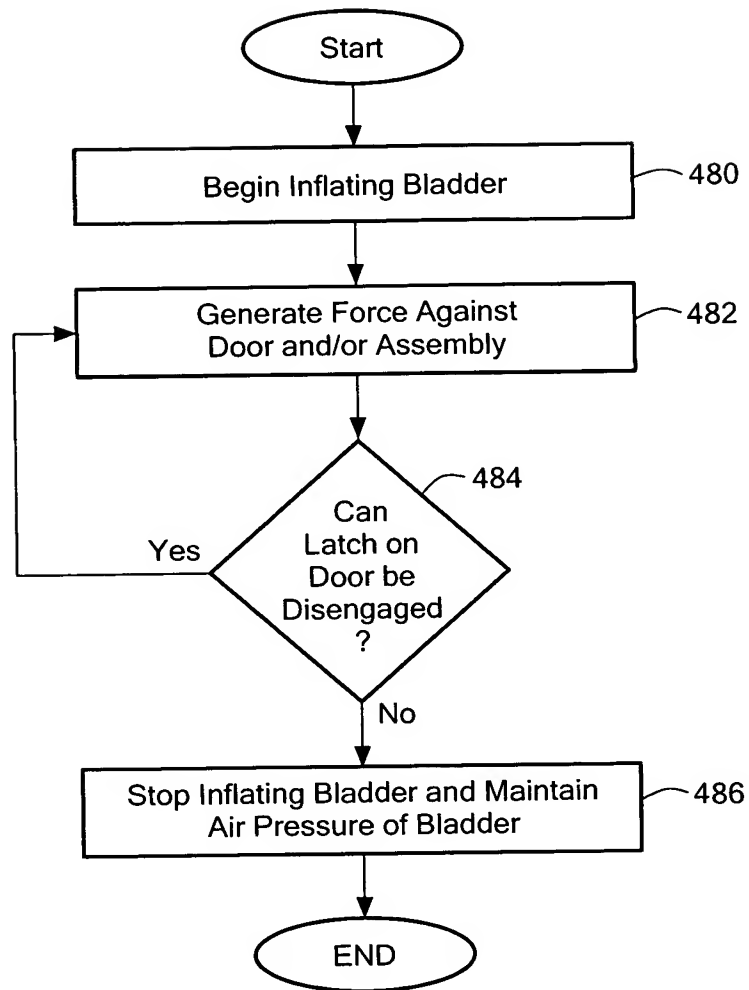 Start
Begin Inflating Bladder
480
Generate Force Against
Door and/or Assembly
482
484
Can
Latch on
Door be
Disengaged
?
Yes
No
Stop Inflating Bladder and Maintain
Air Pressure of Bladder
486
END